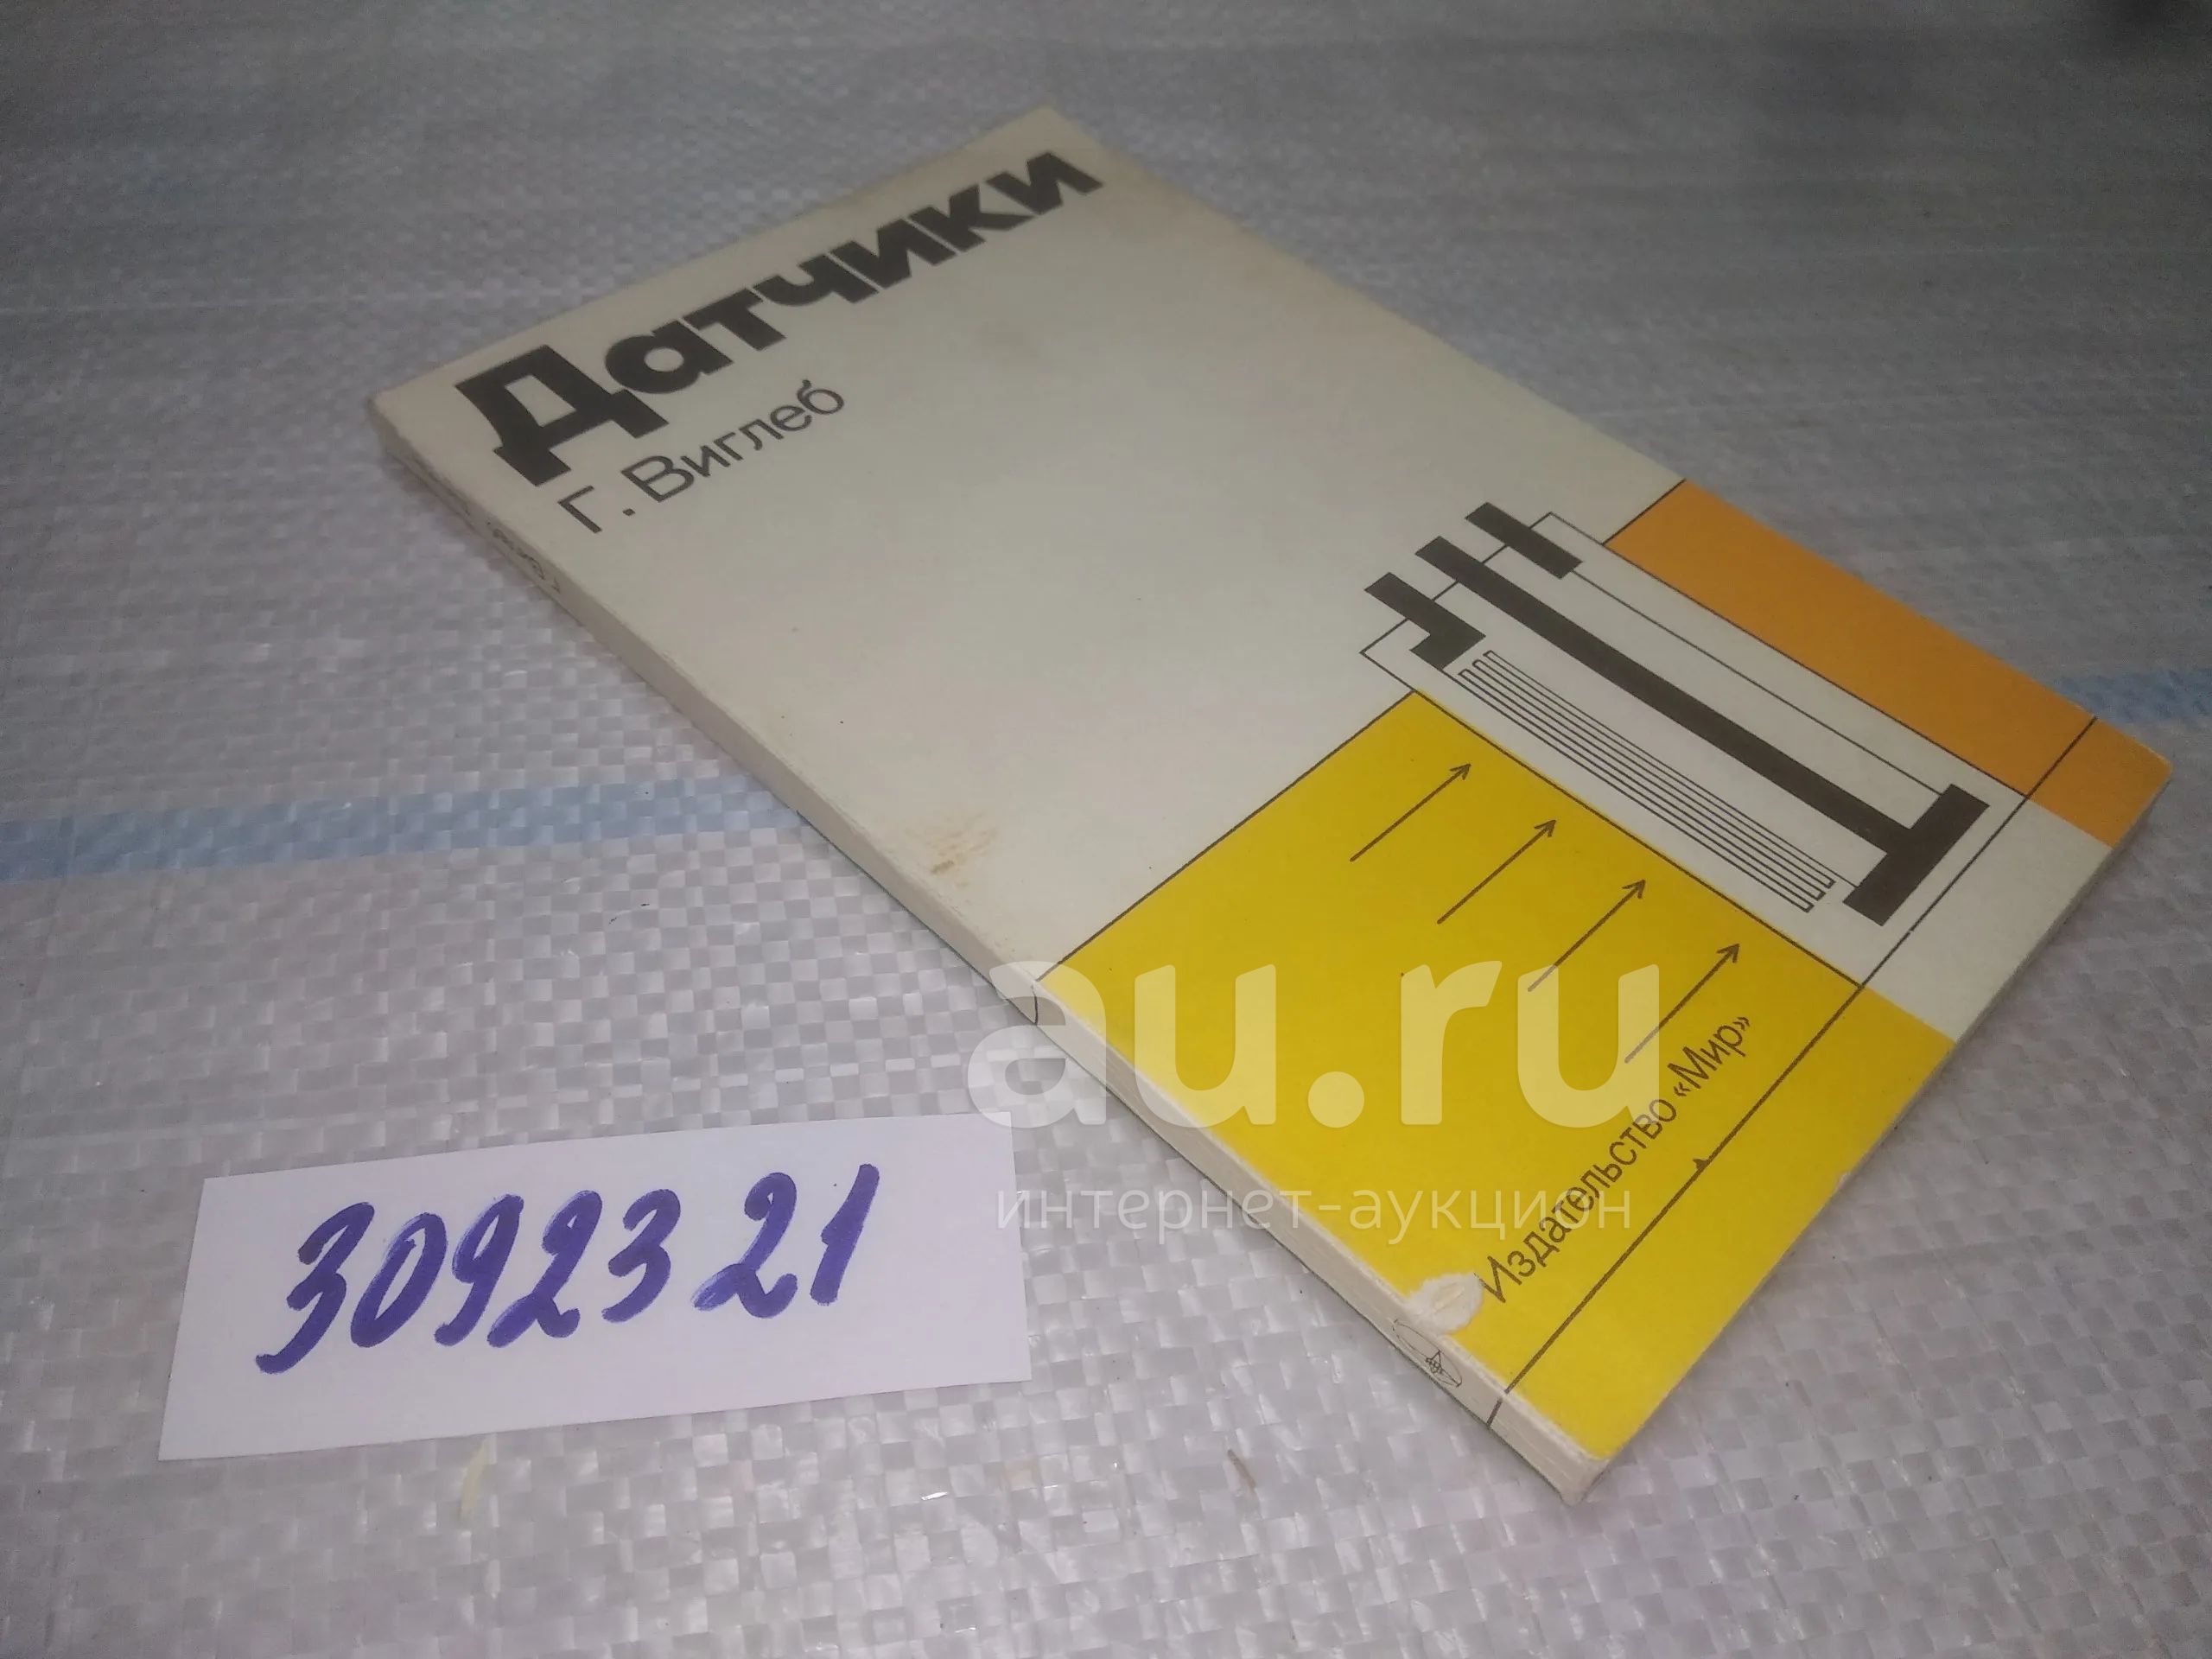 Датчики
Г. Виглеб
Издательство «Мир»
au.ru
интернет-аукцион
3092321